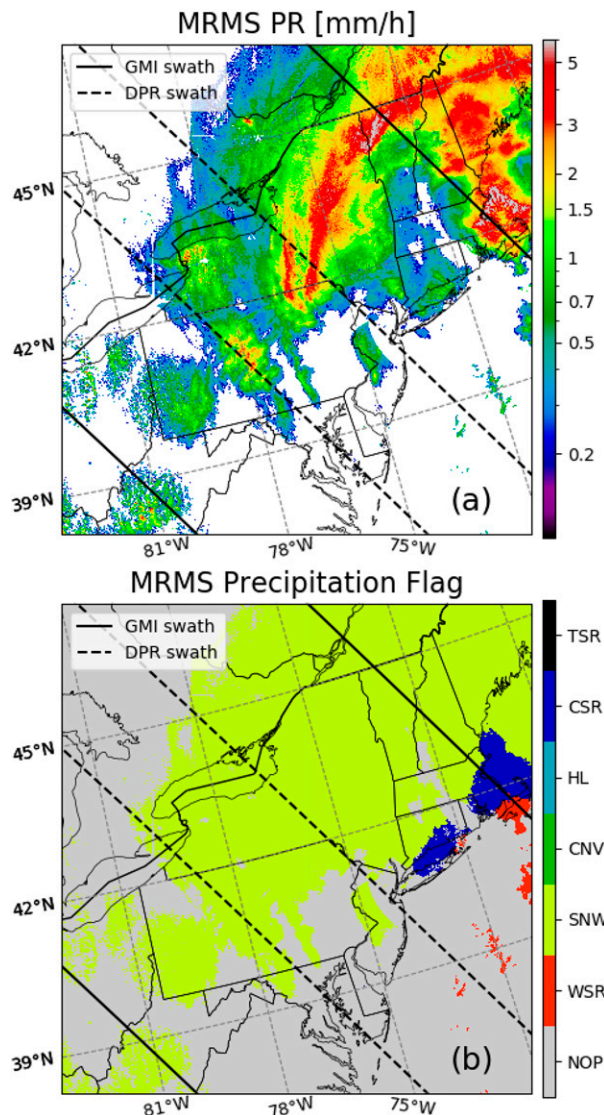 MRMS PR [mm/h]
GMI swath
DPR swath
45°N
42°N
39°N
81°W
78°W
75°W
(a)
5
3
2
1.5
1
0.7
0.5
0.2
MRMS Precipitation Flag
GMI swath
DPR swath
45°N
42°N
39°N
81°W
78°W
75°W
(b)
TSR
CSR
HL
CNV
SNW
WSR
NOP